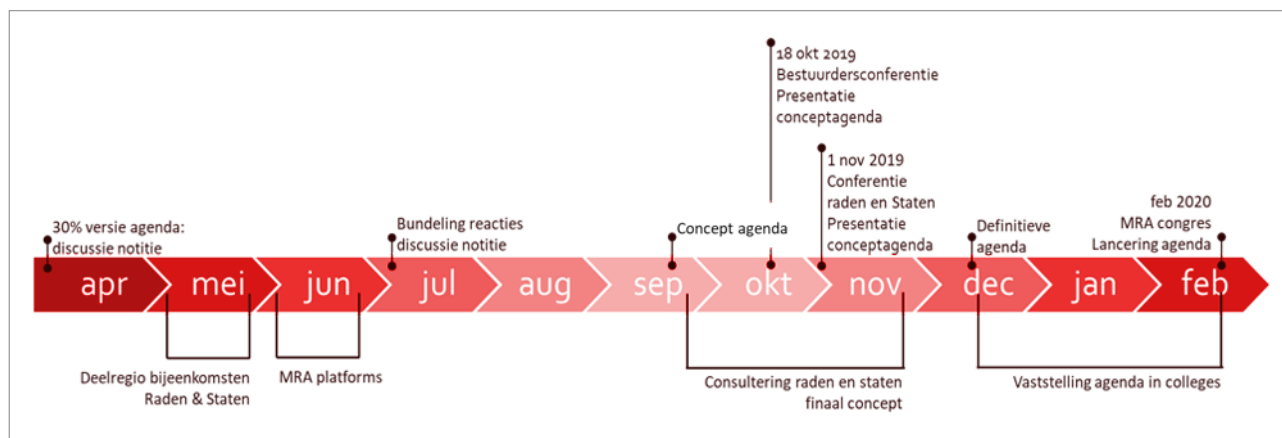 18 okt 2019
Bestuurdersconferentie
Presentatie
conceptagenda
1 nov 2019
Conferentie
raden en Staten
Presentatie
conceptagenda
30% versie agenda:
discussie notitie
Bundeling reacties
discussie notitie
Concept agenda
Definitieve
agenda
feb 2020
MRA congres
Lancering agenda
apr mei jun jul aug sep okt nov dec jan feb
Deelregio bijeenkomsten
Raden & Staten
MRA platforms
Consultering raden en staten
finaal concept
Vaststelling agenda in colleges